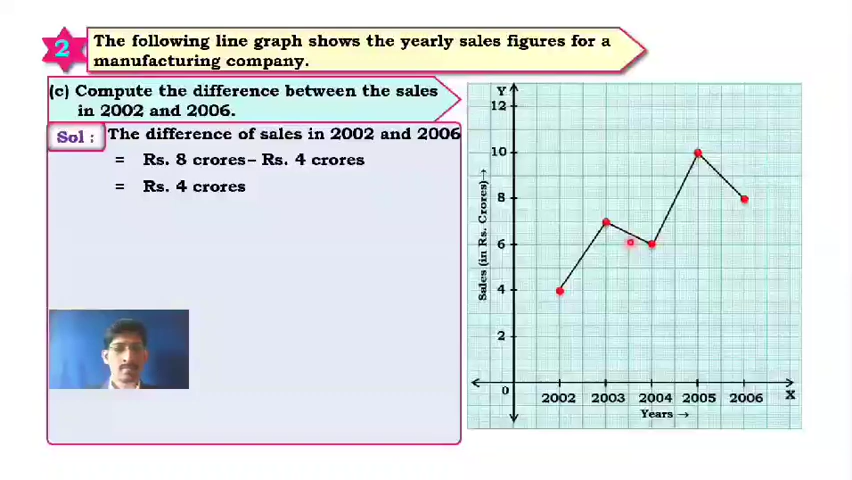 2
The following line graph shows the yearly sales figures for a
manufacturing company.
(c) Compute the difference between the sales
in 2002 and 2006.
Sol :
The difference of sales in 2002 and 2006
= Rs. 8 crores– Rs. 4 crores
= Rs. 4 crores
Y
12
10
8
6
4
2
0
Sales (in Rs. Crores)→
2002 2003 2004 2005 2006 X
Years →